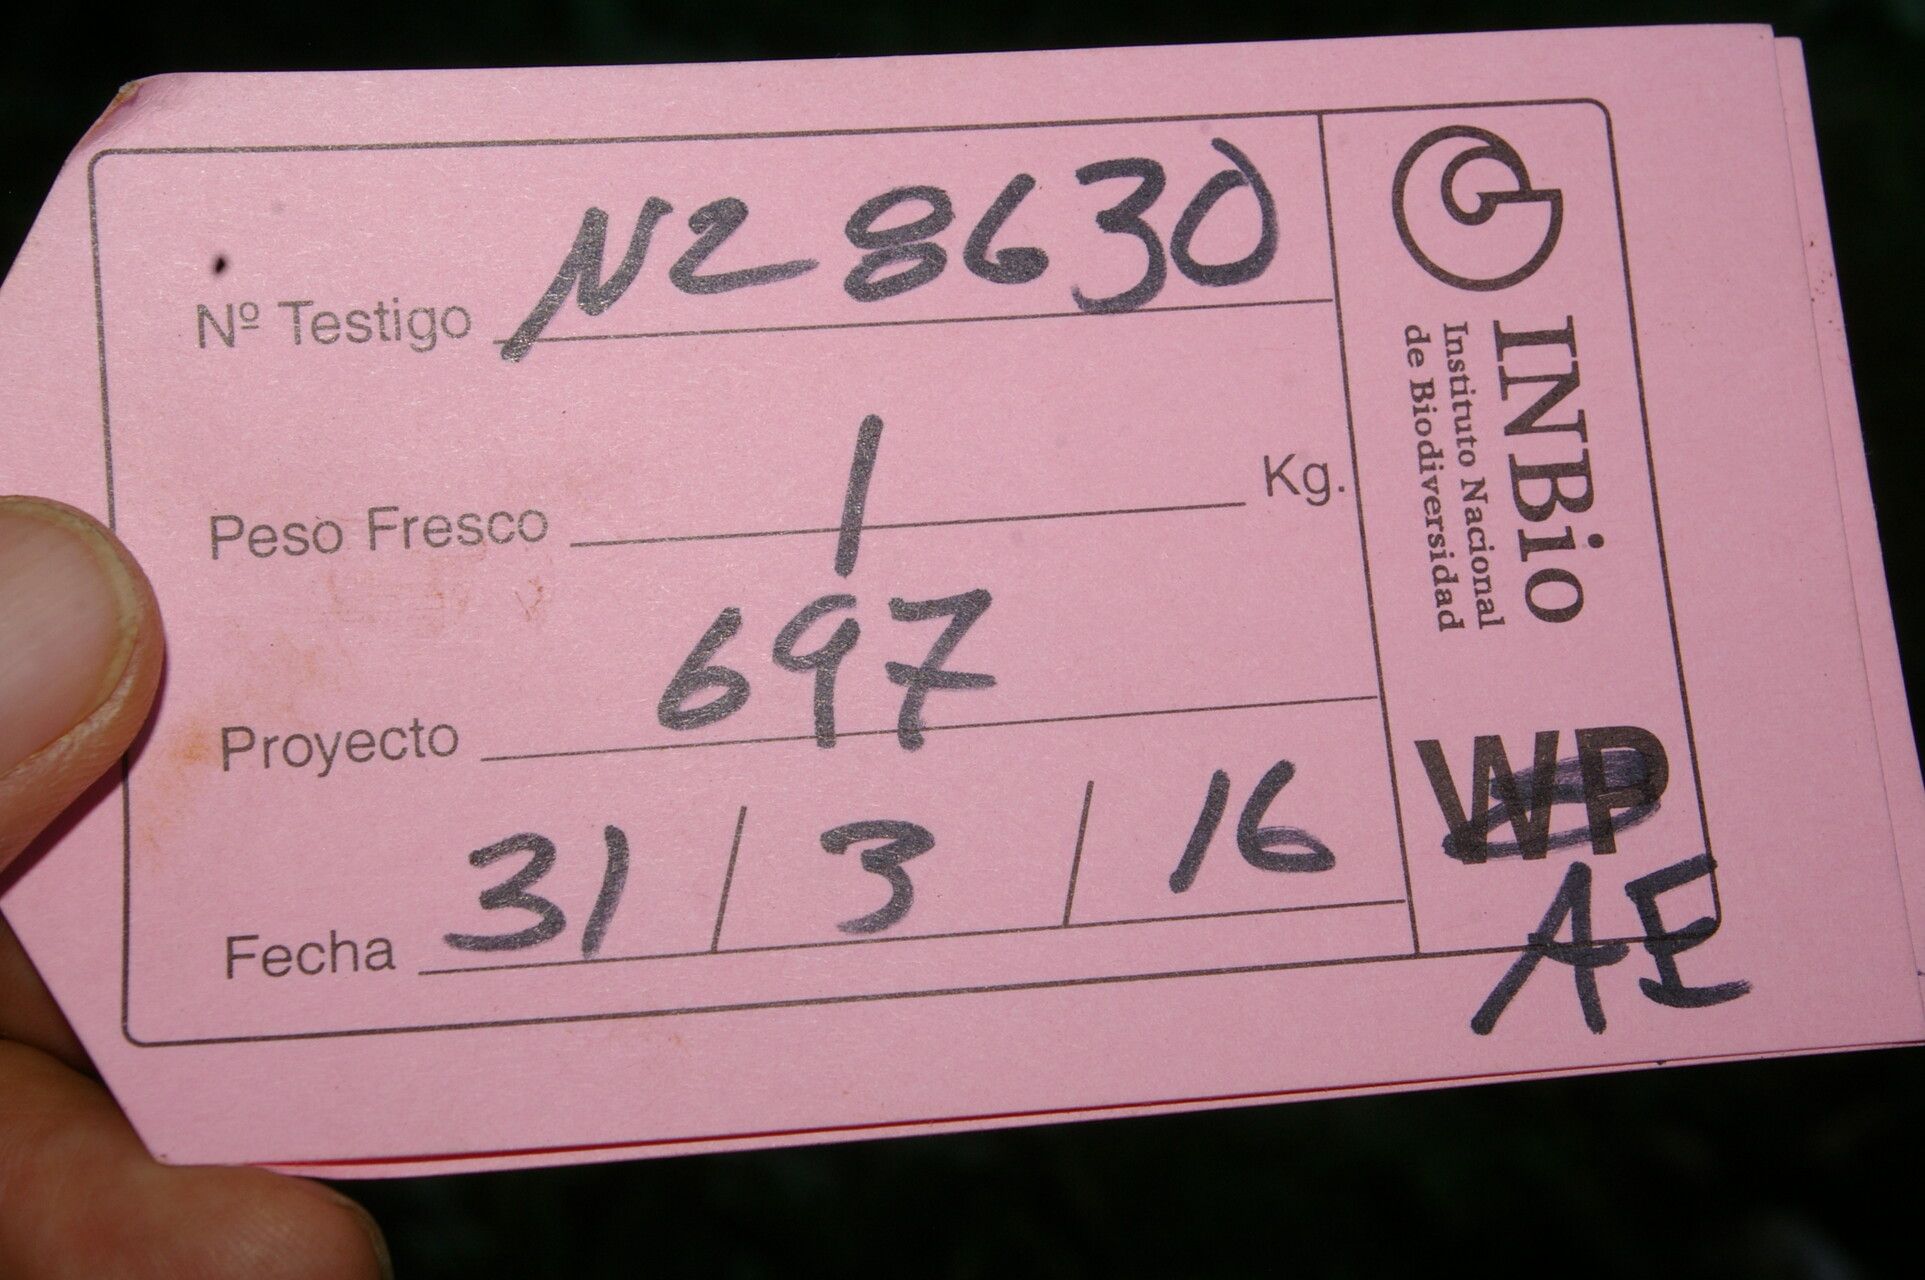 Nº Testigo NZ 8630
Peso Fresco 1 Kg.
Proyecto 697
Fecha 31 / 3 / 16
INBio
Instituto Nacional
de Biodiversidad
WP
AE